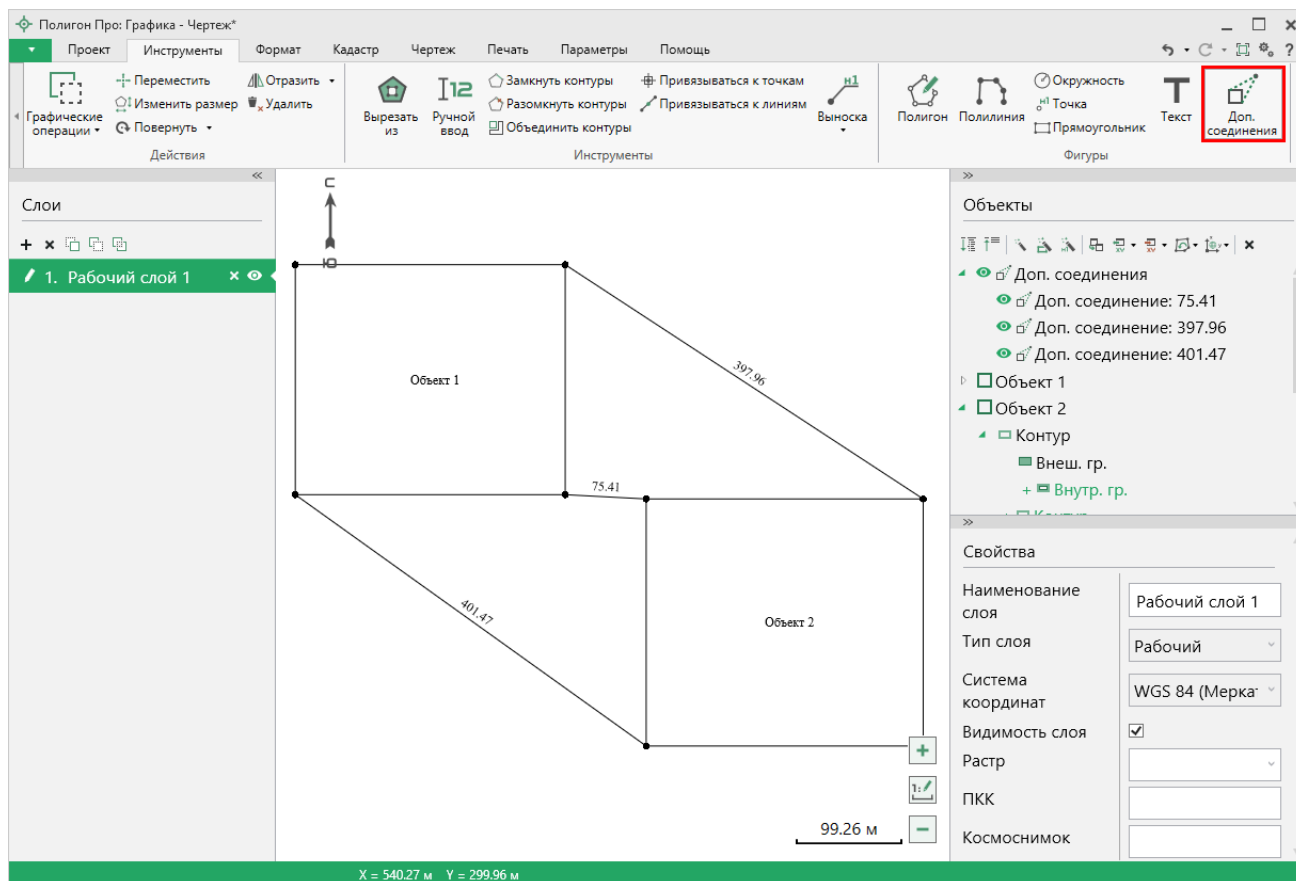 Полигон Про: Графика - Чертеж*
Проект Инструменты Формат Кадастр Чертеж Печать Параметры Помощь
?
Графические операции
Переместить
Изменить размер
Повернуть
Отразить
Удалить
Действия
Вырезать из
Ручной ввод
Замкнуть контуры
Разомкнуть контуры
Объединить контуры
Привязываться к точкам
Привязываться к линиям
Выноска
Инструменты
Полигон
Полилиния
Окружность
Точка
Прямоугольник
Текст
Доп. соединения
Фигуры
Слои
1. Рабочий слой 1
С
Ю
Объект 1
397.96
75.41
401.47
Объект 2
99.26 м
Объекты
Доп. соединения
Доп. соединение: 75.41
Доп. соединение: 397.96
Доп. соединение: 401.47
Объект 1
Объект 2
Контур
Внеш. гр.
+ Внутр. гр.
Свойства
Наименование слоя
Рабочий слой 1
Тип слоя
Рабочий
Система координат
WGS 84 (Мерка
Видимость слоя
Растр
ПКК
Космоснимок
X = 540.27 м Y = 299.96 м